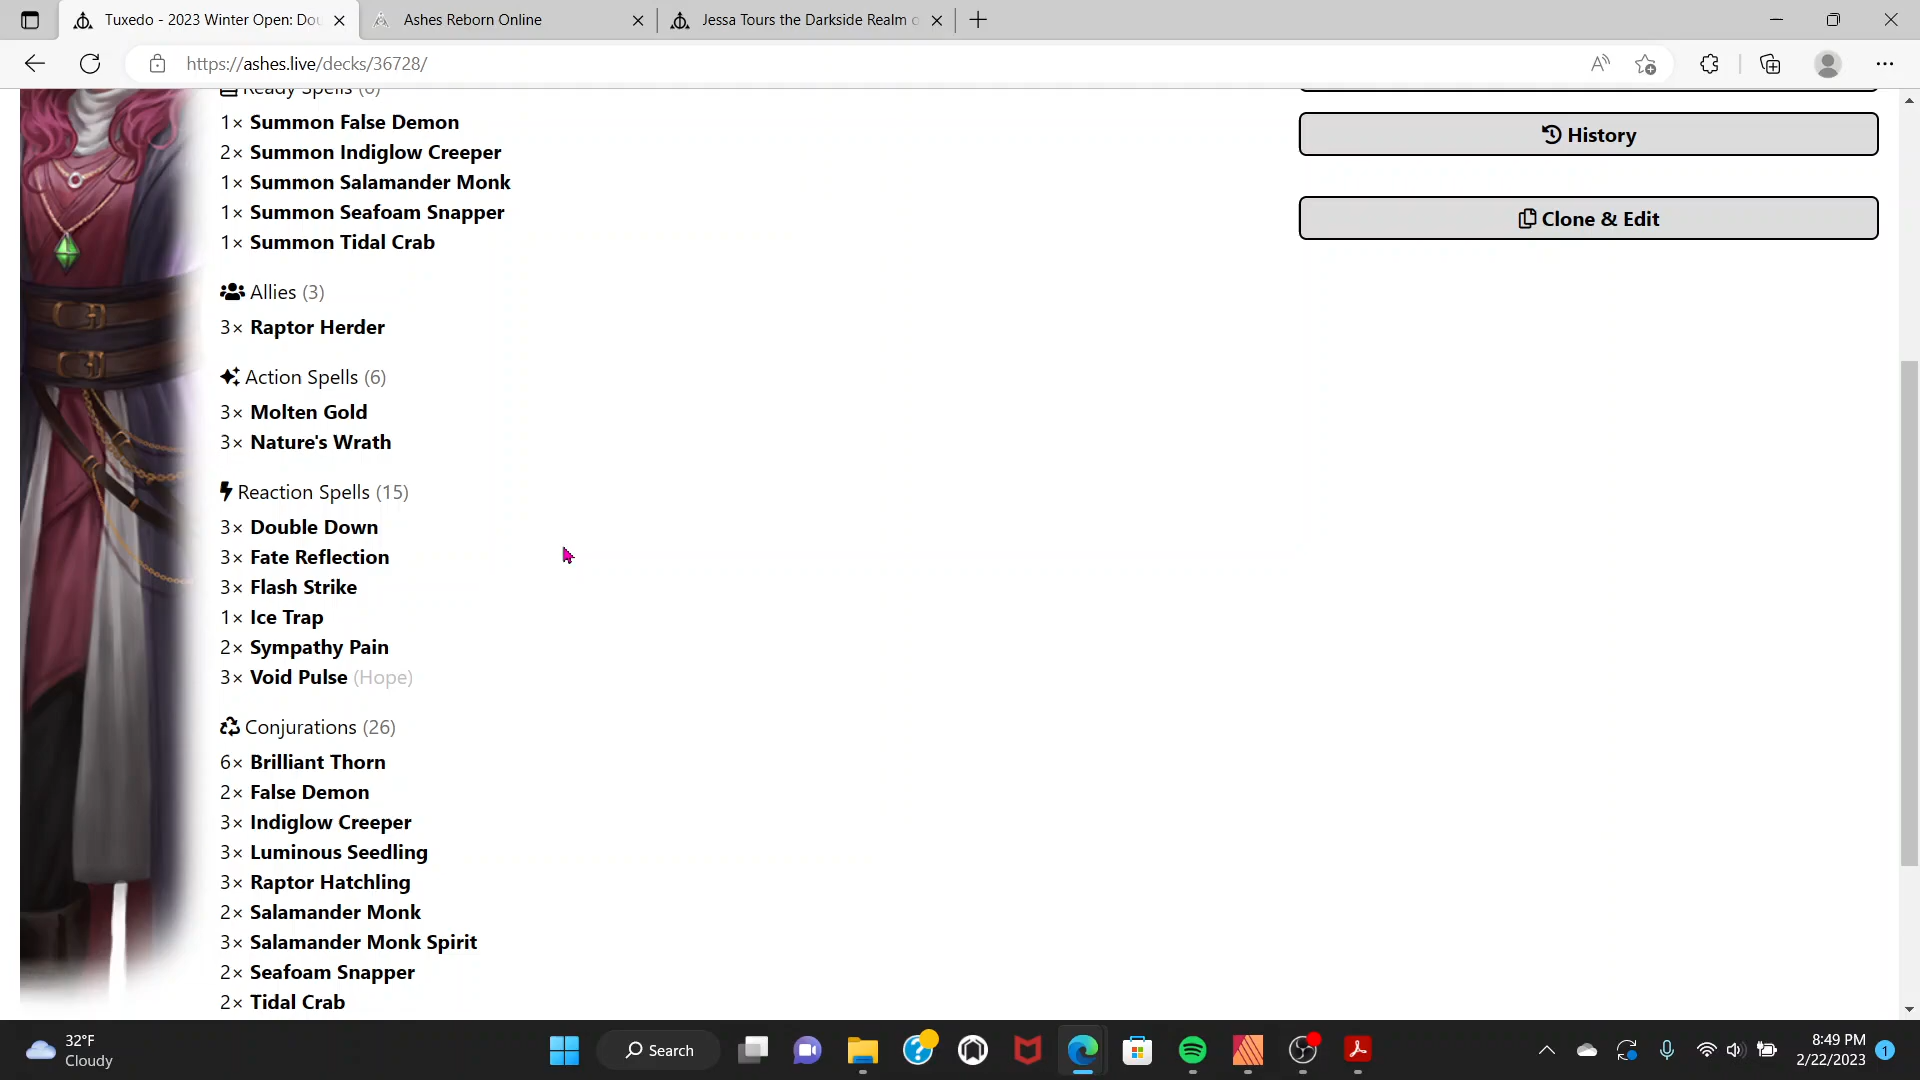 Tuxedo - 2023 Winter Open: Dou
Ashes Reborn Online
Jessa Tours the Darkside Realm o
https://ashes.live/decks/36728/
Ready Spells (6)
1× Summon False Demon
2× Summon Indiglow Creeper
1× Summon Salamander Monk
1× Summon Seafoam Snapper
1× Summon Tidal Crab
History
Clone & Edit
Allies (3)
3× Raptor Herder
Action Spells (6)
3× Molten Gold
3× Nature's Wrath
Reaction Spells (15)
3× Double Down
3× Fate Reflection
3× Flash Strike
1× Ice Trap
2× Sympathy Pain
3× Void Pulse (Hope)
Conjurations (26)
6× Brilliant Thorn
2× False Demon
3× Indiglow Creeper
3× Luminous Seedling
3× Raptor Hatchling
2× Salamander Monk
3× Salamander Monk Spirit
2× Seafoam Snapper
2× Tidal Crab
32°F
Cloudy
Search
8:49 PM
2/22/2023
1